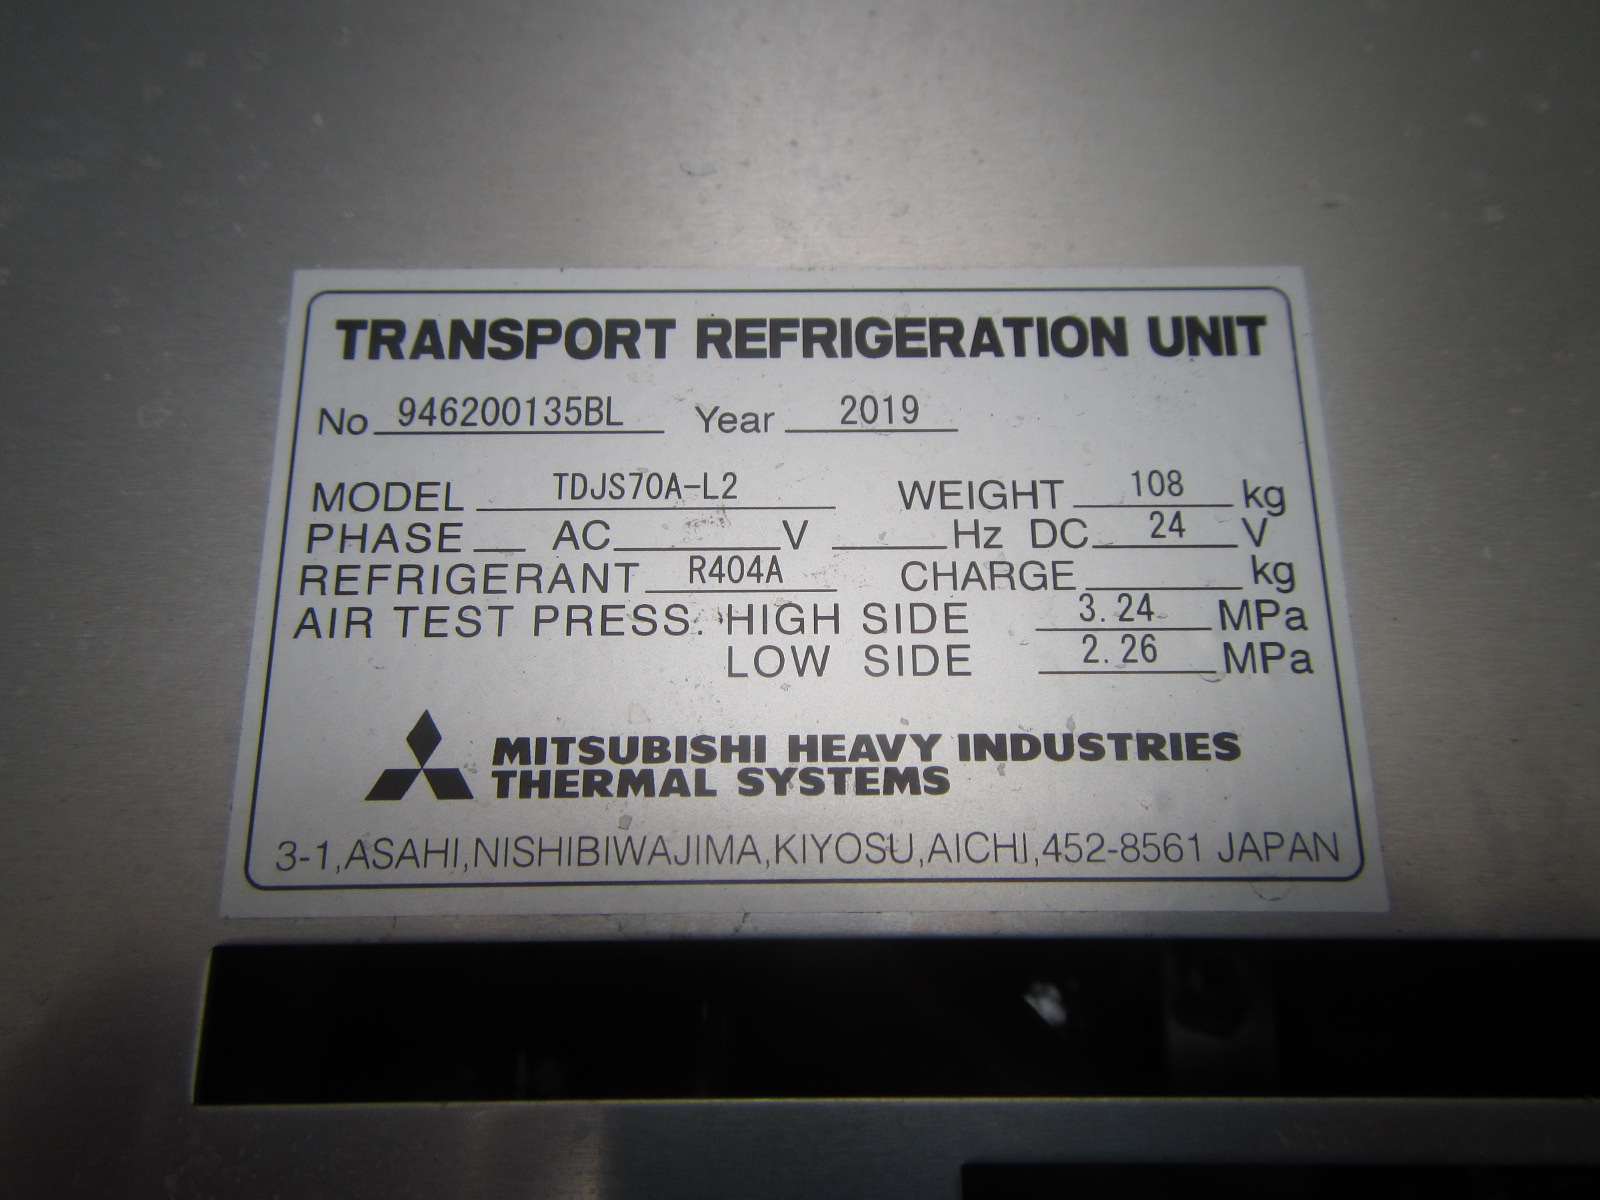 TRANSPORT REFRIGERATION UNIT
No 946200135BL Year 2019
MODEL TDJS70A-L2 WEIGHT 108 kg
PHASE AC V Hz DC 24 V
REFRIGERANT R404A CHARGE kg
AIR TEST PRESS. HIGH SIDE 3.24 MPa
LOW SIDE 2.26 MPa
MITSUBISHI HEAVY INDUSTRIES
THERMAL SYSTEMS
3-1,ASAHI,NISHIBIWAJIMA,KIYOSU,AICHI,452-8561 JAPAN